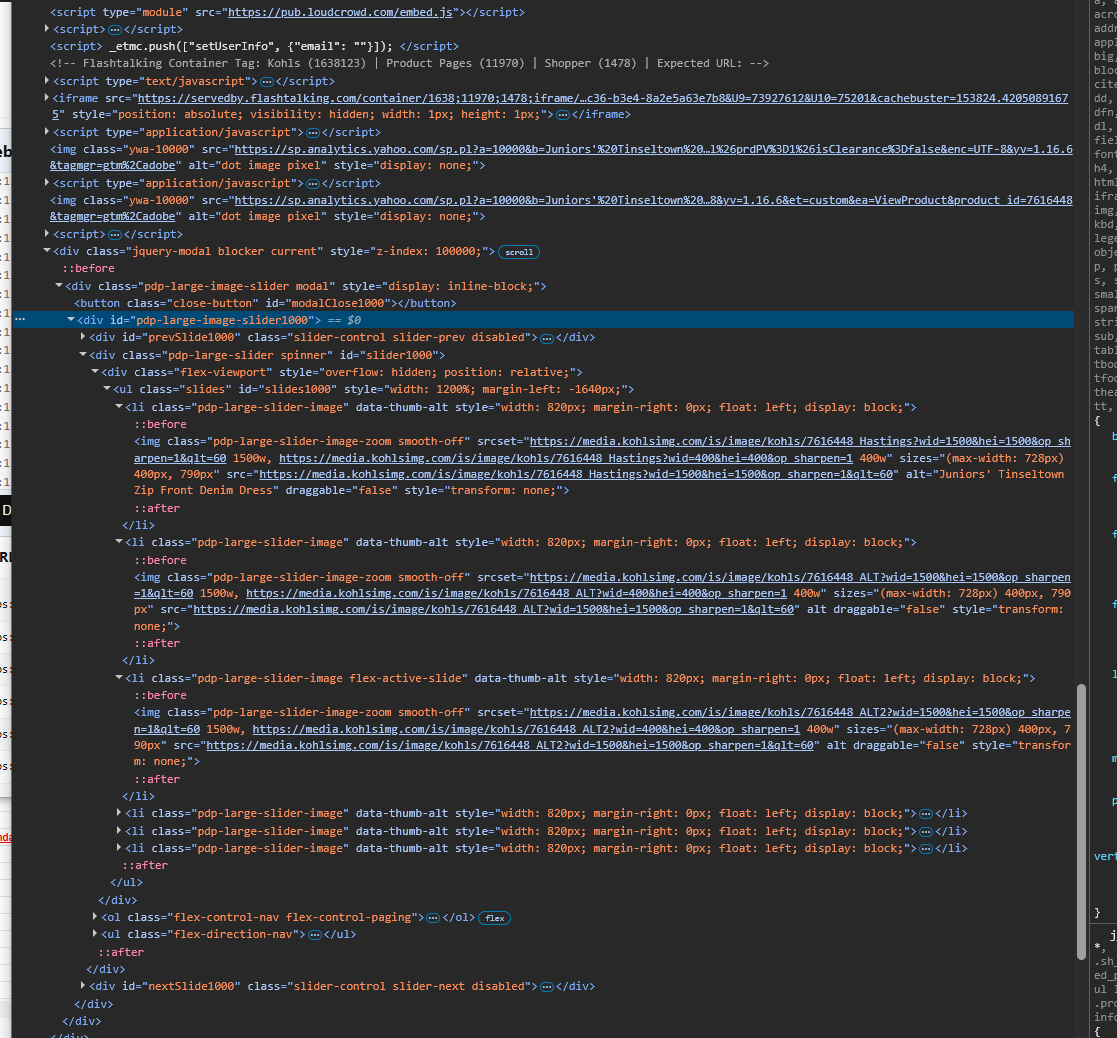 <script type="module" src="https://pub.loudcrowd.com/embed.js"></script>
<script>…</script>
<script> _etmc.push(["setUserInfo", {"email": ""}]); </script>
<!-- Flashtalking Container Tag: Kohls (1638123) | Product Pages (11970) | Shopper (1478) | Expected URL: -->
<script type="text/javascript">…</script>
<iframe src="https://servedby.flashtalking.com/container/1638;11970;1478;iframe/…c36-b3e4-8a2e5a63e7b8&U9=73927612&U10=75201&cachebuster=153824.4205089167
5" style="position: absolute; visibility: hidden; width: 1px; height: 1px;">…</iframe>
<script type="application/javascript">…</script>
<img class="ywa-10000" src="https://sp.analytics.yahoo.com/sp.pl?a=10000&b=Juniors'%20Tinseltown%20…l%26prdPV%3D1%26isClearance%3Dfalse&enc=UTF-8&yv=1.16.6
&tagmgr=gtm%2Cadobe" alt="dot image pixel" style="display: none;">
<script type="application/javascript">…</script>
<img class="ywa-10000" src="https://sp.analytics.yahoo.com/sp.pl?a=10000&b=Juniors'%20Tinseltown%20…8&yv=1.16.6&et=custom&ea=ViewProduct&product_id=7616448
&tagmgr=gtm%2Cadobe" alt="dot image pixel" style="display: none;">
<script>…</script>
<div class="jquery-modal blocker current" style="z-index: 100000;"> scroll
::before
<div class="pdp-large-image-slider modal" style="display: inline-block;">
<button class="close-button" id="modalClose1000"></button>
… <div id="pdp-large-image-slider1000"> == $0
<div id="prevSlide1000" class="slider-control slider-prev disabled">…</div>
<div class="pdp-large-slider spinner" id="slider1000">
<div class="flex-viewport" style="overflow: hidden; position: relative;">
<ul class="slides" id="slides1000" style="width: 1200%; margin-left: -1640px;">
<li class="pdp-large-slider-image" data-thumb-alt style="width: 820px; margin-right: 0px; float: left; display: block;">
::before
<img class="pdp-large-slider-image-zoom smooth-off" srcset="https://media.kohlsimg.com/is/image/kohls/7616448_Hastings?wid=1500&hei=1500&op_sh
arpen=1&qlt=60 1500w, https://media.kohlsimg.com/is/image/kohls/7616448_Hastings?wid=400&hei=400&op_sharpen=1 400w" sizes="(max-width: 728px)
400px, 790px" src="https://media.kohlsimg.com/is/image/kohls/7616448_Hastings?wid=1500&hei=1500&op_sharpen=1&qlt=60" alt="Juniors' Tinseltown
Zip Front Denim Dress" draggable="false" style="transform: none;">
::after
</li>
<li class="pdp-large-slider-image" data-thumb-alt style="width: 820px; margin-right: 0px; float: left; display: block;">
::before
<img class="pdp-large-slider-image-zoom smooth-off" srcset="https://media.kohlsimg.com/is/image/kohls/7616448_ALT?wid=1500&hei=1500&op_sharpen
=1&qlt=60 1500w, https://media.kohlsimg.com/is/image/kohls/7616448_ALT?wid=400&hei=400&op_sharpen=1 400w" sizes="(max-width: 728px) 400px, 790
px" src="https://media.kohlsimg.com/is/image/kohls/7616448_ALT?wid=1500&hei=1500&op_sharpen=1&qlt=60" alt draggable="false" style="transform:
none;">
::after
</li>
<li class="pdp-large-slider-image flex-active-slide" data-thumb-alt style="width: 820px; margin-right: 0px; float: left; display: block;">
::before
<img class="pdp-large-slider-image-zoom smooth-off" srcset="https://media.kohlsimg.com/is/image/kohls/7616448_ALT2?wid=1500&hei=1500&op_sharpe
n=1&qlt=60 1500w, https://media.kohlsimg.com/is/image/kohls/7616448_ALT2?wid=400&hei=400&op_sharpen=1 400w" sizes="(max-width: 728px) 400px, 7
90px" src="https://media.kohlsimg.com/is/image/kohls/7616448_ALT2?wid=1500&hei=1500&op_sharpen=1&qlt=60" alt draggable="false" style="transfor
m: none;">
::after
</li>
<li class="pdp-large-slider-image" data-thumb-alt style="width: 820px; margin-right: 0px; float: left; display: block;">…</li>
<li class="pdp-large-slider-image" data-thumb-alt style="width: 820px; margin-right: 0px; float: left; display: block;">…</li>
<li class="pdp-large-slider-image" data-thumb-alt style="width: 820px; margin-right: 0px; float: left; display: block;">…</li>
::after
</ul>
</div>
<ol class="flex-control-nav flex-control-paging">…</ol> flex
<ul class="flex-direction-nav">…</ul>
::after
</div>
<div id="nextSlide1000" class="slider-control slider-next disabled">…</div>
</div>
</div>